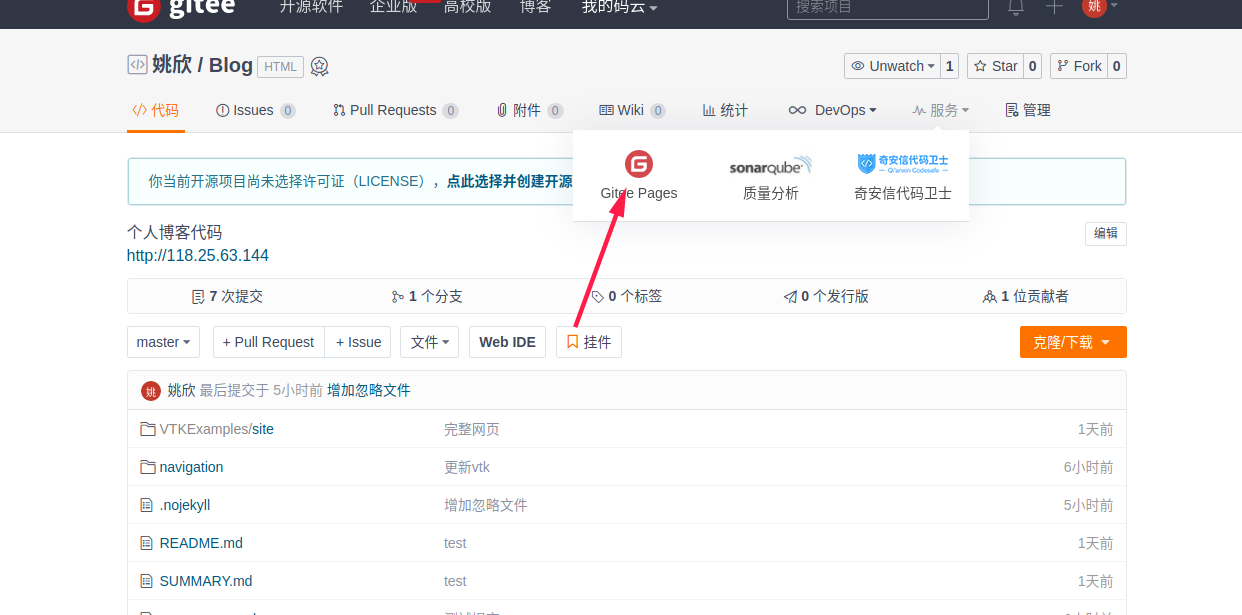 gitee 开源软件 企业版 高校版 博客 我的码云 搜索项目 姚
姚欣 / Blog HTML Unwatch 1 Star 0 Fork 0
代码 Issues 0 Pull Requests 0 附件 0 Wiki 0 统计 DevOps 服务 管理
Gitee Pages
sonarqube
质量分析
奇安信代码卫士
Qi'anxin Codesafe
奇安信代码卫士
你当前开源项目尚未选择许可证（LICENSE），点此选择并创建开源
个人博客代码 编辑
http://118.25.63.144
7 次提交 1 个分支 0 个标签 0 个发行版 1 位贡献者
master + Pull Request + Issue 文件 Web IDE 挂件 克隆/下载
姚 姚欣 最后提交于 5小时前 增加忽略文件
VTKExamples/site 完整网页 1天前
navigation 更新vtk 6小时前
.nojekyll 增加忽略文件 5小时前
README.md test 1天前
SUMMARY.md test 1天前